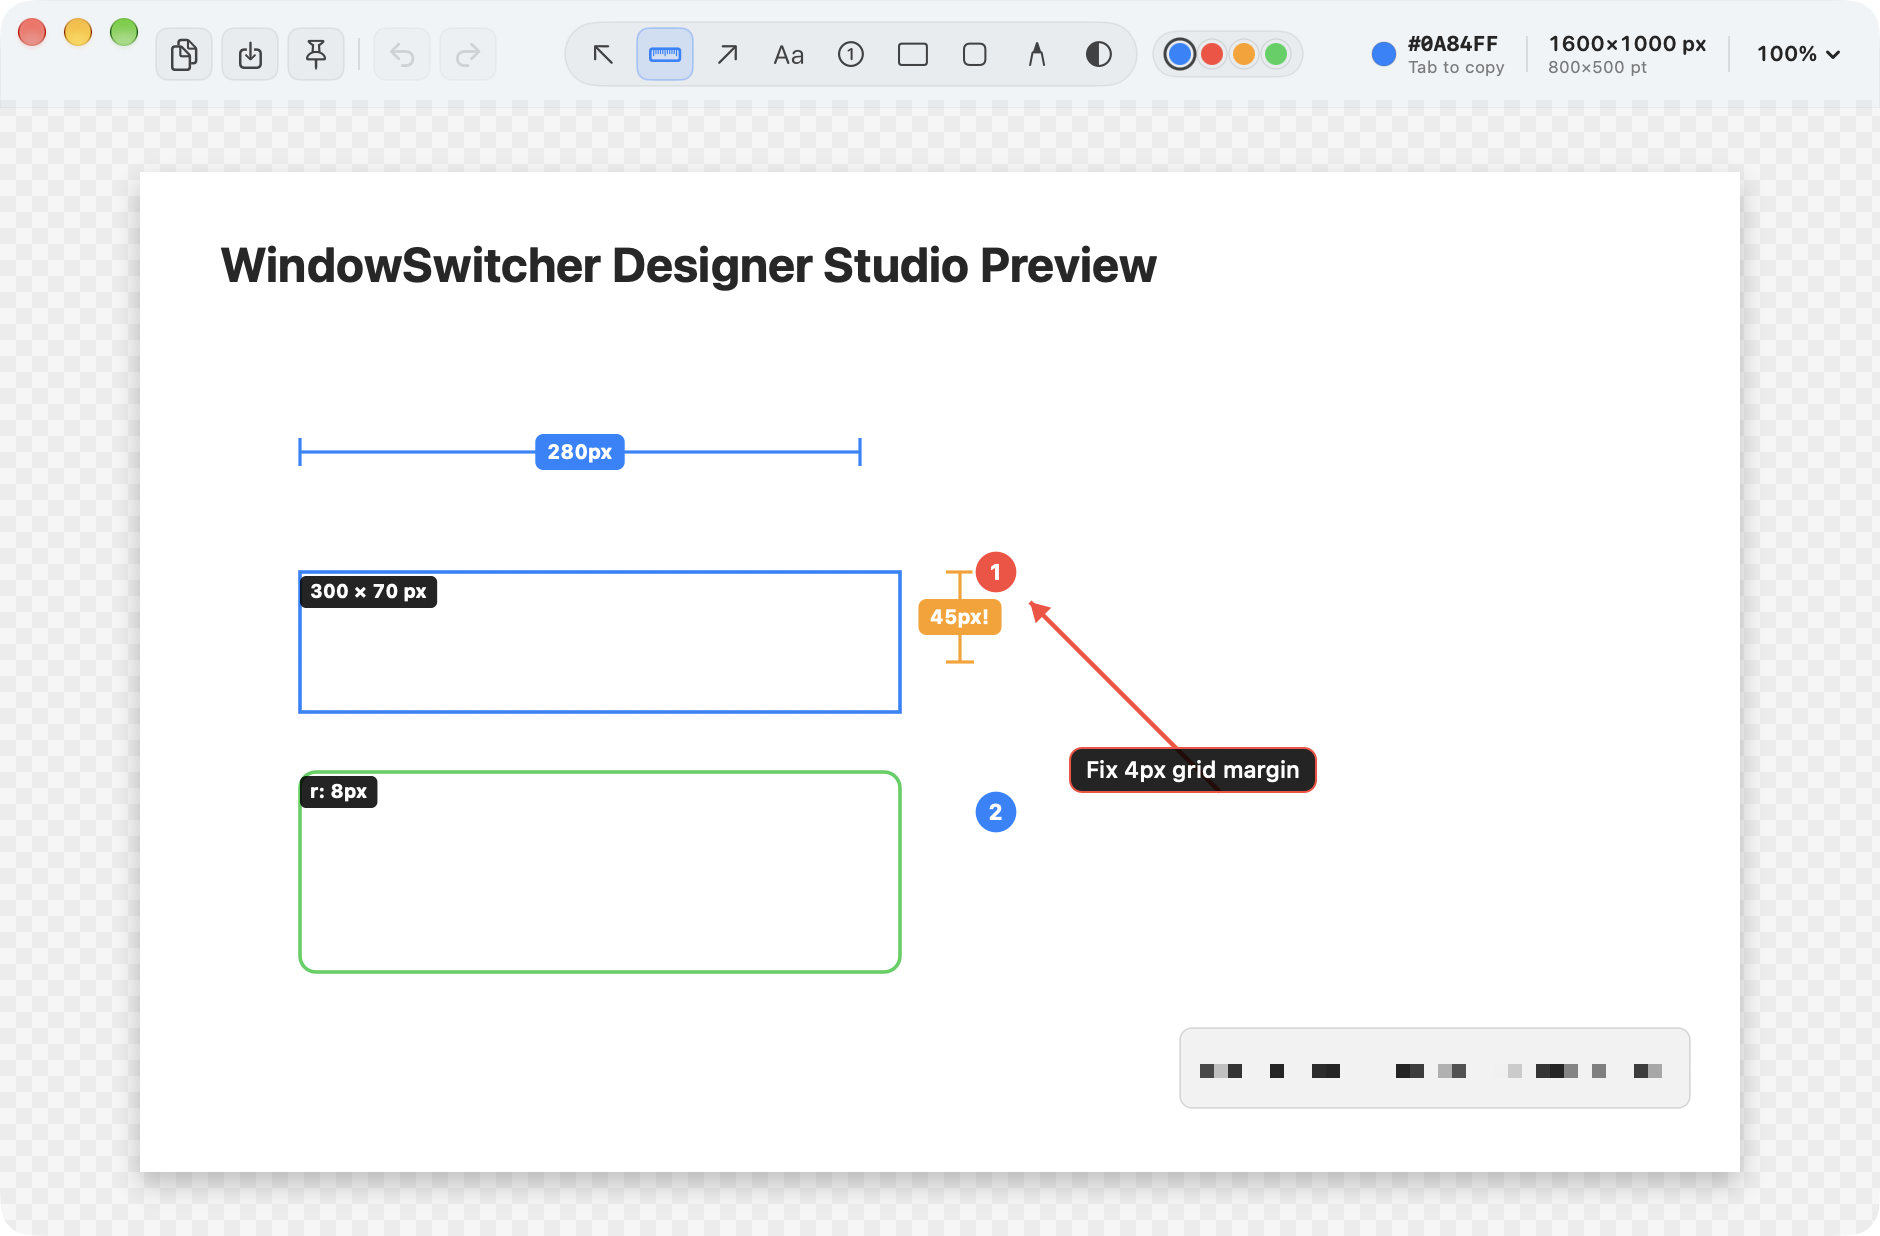 Aa
1
#0A84FF
Tab to copy
1600×1000 px
800×500 pt
100%
WindowSwitcher Designer Studio Preview
280px
300 × 70 px
1
45px!
Fix 4px grid margin
r: 8px
2